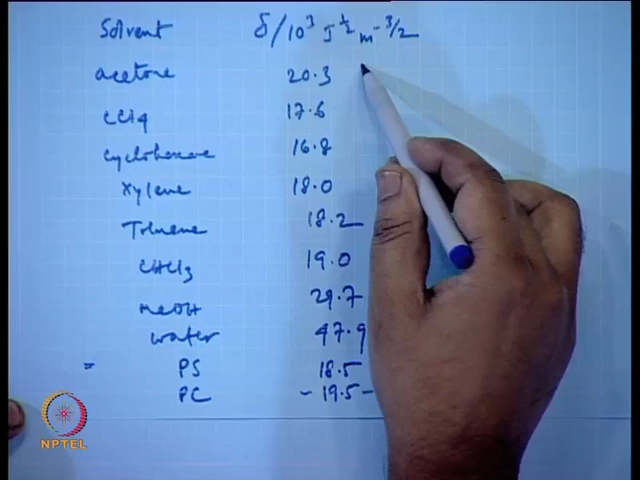 Solvent δ/10³ J^½ m^-3/2
acetone 20.3
CCl4 17.6
Cyclohexane 16.8
Xylene 18.0
Toluene 18.2
CHCl3 19.0
MeOH 29.7
water 47.9
= PS 18.5
PC - 19.5 -
NPTEL